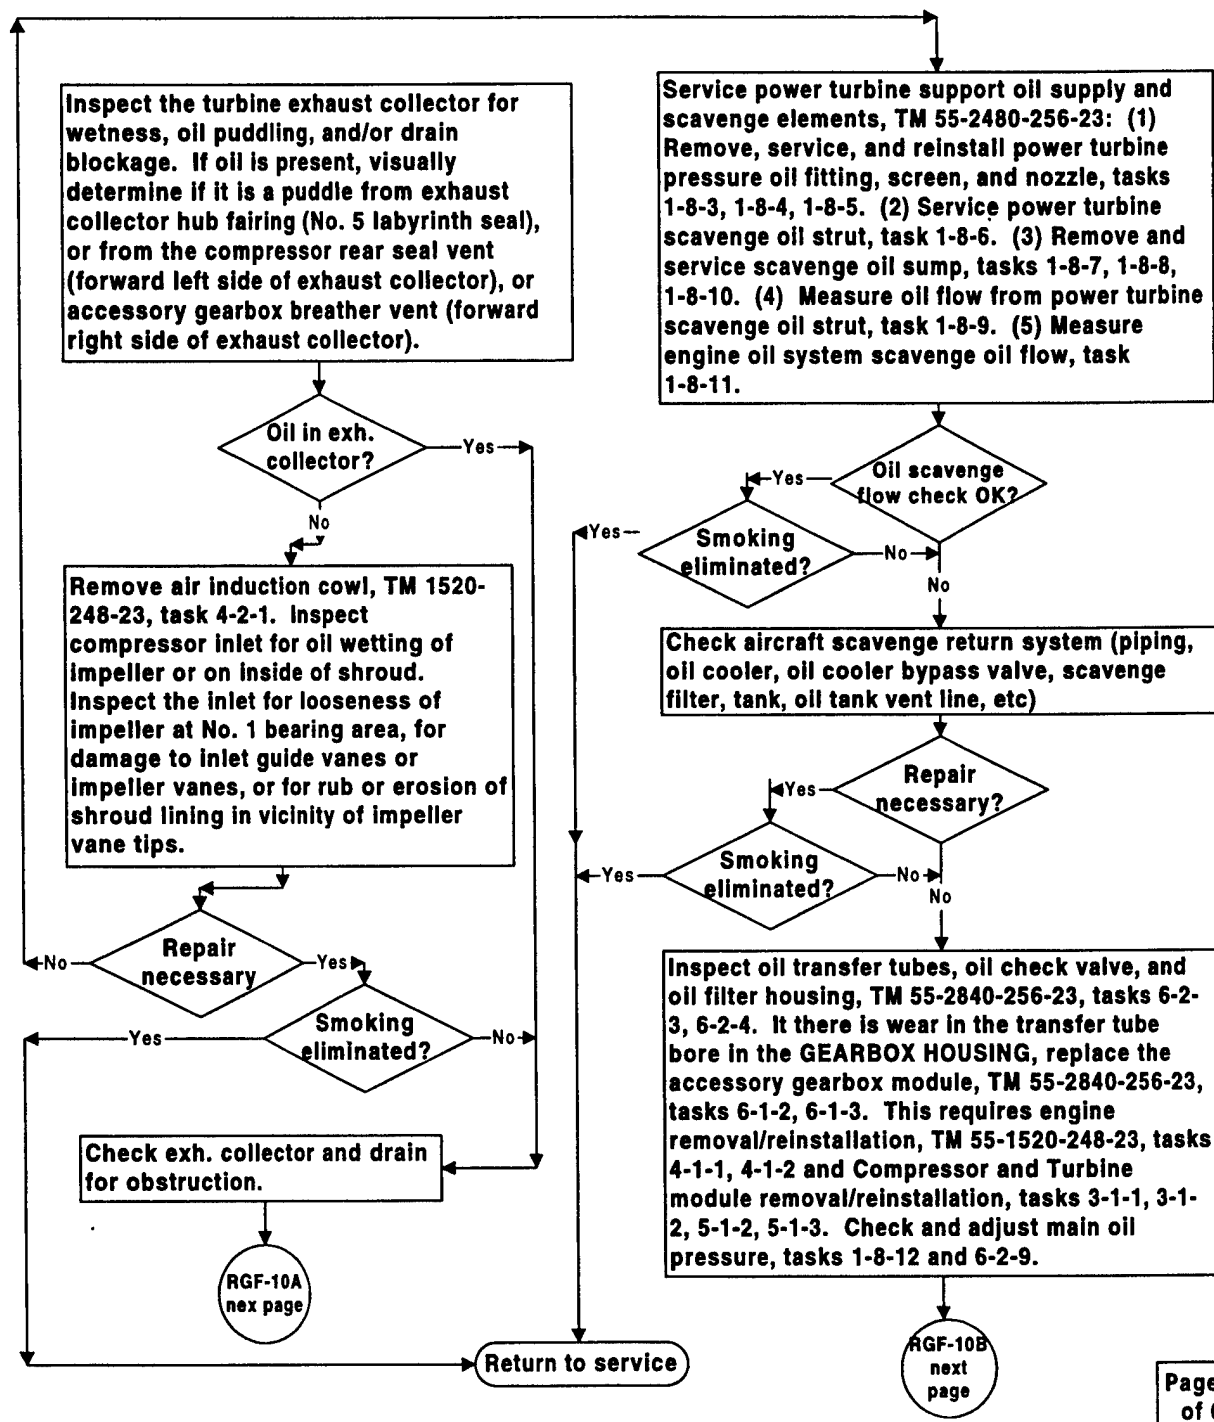 Inspect the turbine exhaust collector for
wetness, oil puddling, and/or drain
blockage. If oil is present, visually
determine if it is a puddle from exhaust
collector hub fairing (No. 5 labyrinth seal),
or from the compressor rear seal vent
(forward left side of exhaust collector), or
accessory gearbox breather vent (forward
right side of exhaust collector).
Oil in exh.
collector?
Yes
No
Remove air induction cowl, TM 1520-
248-23, task 4-2-1. Inspect
compressor inlet for oil wetting of
impeller or on inside of shroud.
Inspect the inlet for looseness of
impeller at No. 1 bearing area, for
damage to inlet guide vanes or
impeller vanes, or for rub or erosion of
shroud lining in vicinity of impeller
vane tips.
Repair
necessary
No
Yes
Smoking
eliminated?
Yes
No
Check exh. collector and drain
for obstruction.
RGF-10A
nex page
Service power turbine support oil supply and
scavenge elements, TM 55-2480-256-23: (1)
Remove, service, and reinstall power turbine
pressure oil fitting, screen, and nozzle, tasks
1-8-3, 1-8-4, 1-8-5. (2) Service power turbine
scavenge oil strut, task 1-8-6. (3) Remove and
service scavenge oil sump, tasks 1-8-7, 1-8-8,
1-8-10. (4) Measure oil flow from power turbine
scavenge oil strut, task 1-8-9. (5) Measure
engine oil system scavenge oil flow, task
1-8-11.
Oil scavenge
flow check OK?
Yes
Smoking
eliminated?
Yes
No
No
Check aircraft scavenge return system (piping,
oil cooler, oil cooler bypass valve, scavenge
filter, tank, oil tank vent line, etc)
Repair
necessary?
Yes
Smoking
eliminated?
Yes
No
No
Inspect oil transfer tubes, oil check valve, and
oil filter housing, TM 55-2840-256-23, tasks 6-2-
3, 6-2-4. It there is wear in the transfer tube
bore in the GEARBOX HOUSING, replace the
accessory gearbox module, TM 55-2840-256-23,
tasks 6-1-2, 6-1-3. This requires engine
removal/reinstallation, TM 55-1520-248-23, tasks
4-1-1, 4-1-2 and Compressor and Turbine
module removal/reinstallation, tasks 3-1-1, 3-1-
2, 5-1-2, 5-1-3. Check and adjust main oil
pressure, tasks 1-8-12 and 6-2-9.
RGF-10B
next
page
Return to service
Page
of